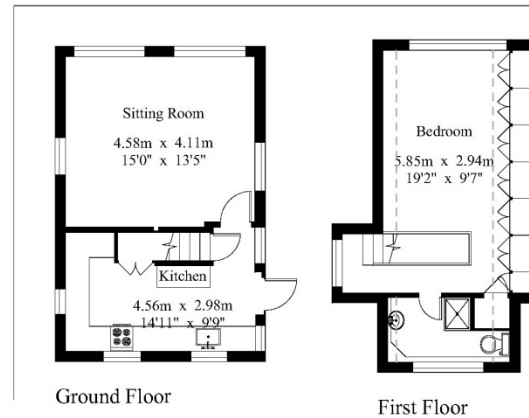 Sitting Room
4.58m x 4.11m
15'0" x 13'5"
Kitchen
4.56m x 2.98m
14'11" x 9'9"
Ground Floor
Bedroom
5.85m x 2.94m
19'2" x 9'7"
First Floor